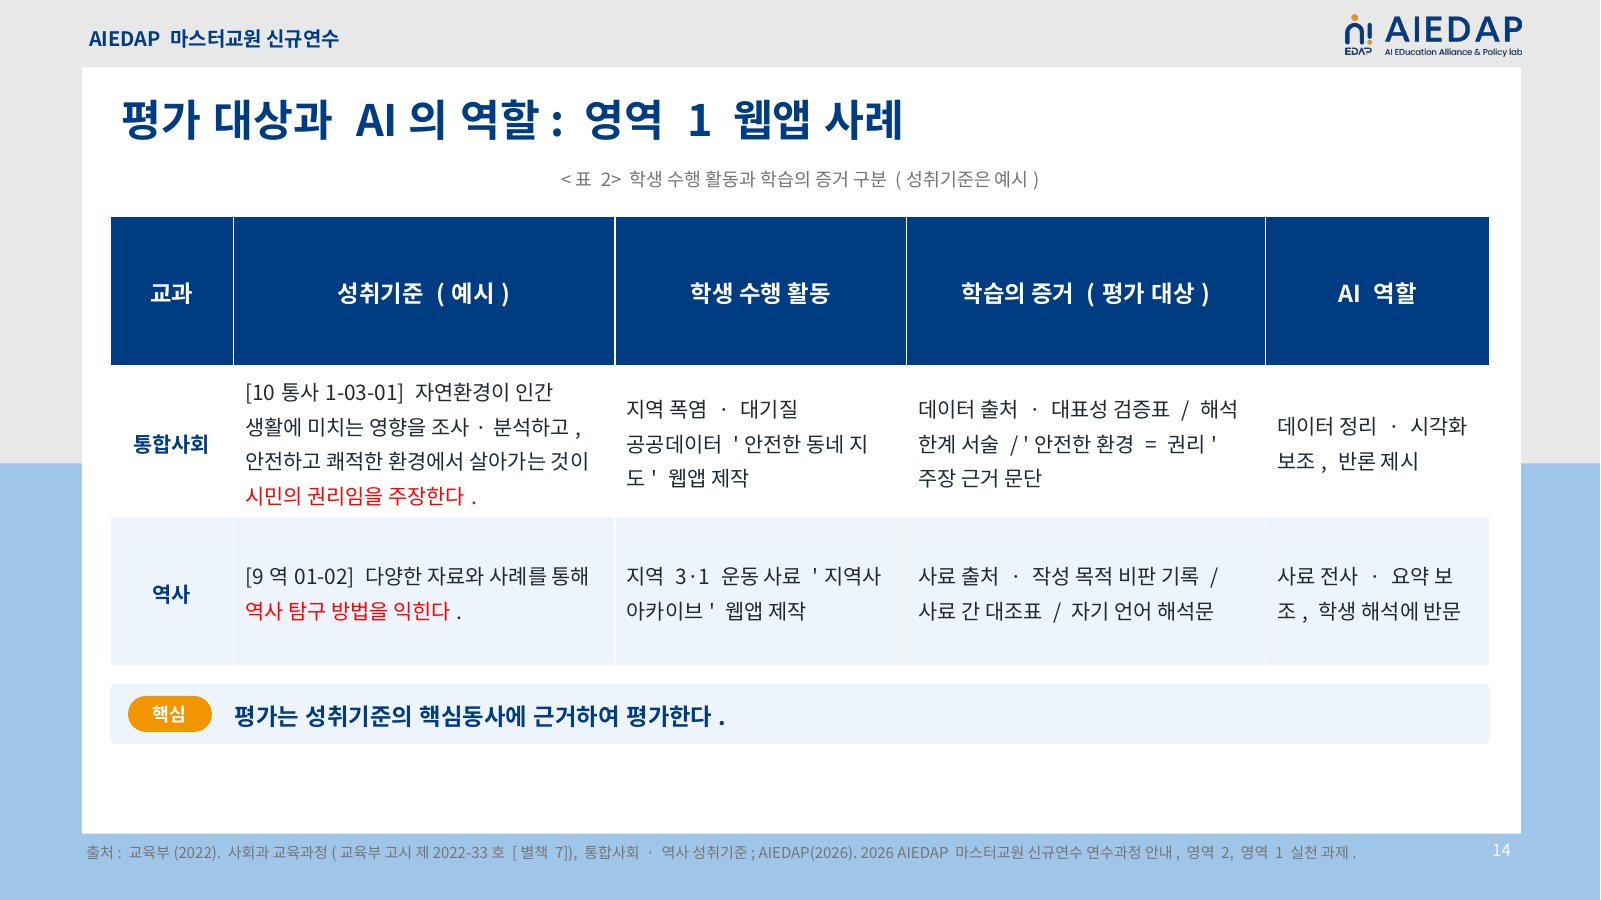 AIEDAP 마스터교원 신규연수
AIEDAP
EDAP
AI EDucation Alliance & Policy lab
평가 대상과 AI 의 역할 : 영역 1 웹앱 사례
< 표 2> 학생 수행 활동과 학습의 증거 구분 ( 성취기준은 예시 )
교과
성취기준 ( 예시 )
학생 수행 활동
학습의 증거 ( 평가 대상 )
AI 역할
통합사회
[10 통사 1-03-01] 자연환경이 인간
생활에 미치는 영향을 조사 · 분석하고 ,
안전하고 쾌적한 환경에서 살아가는 것이
시민의 권리임을 주장한다 .
지역 폭염 · 대기질
공공데이터 ' 안전한 동네 지
도 ' 웹앱 제작
데이터 출처 · 대표성 검증표 / 해석
한계 서술 / ' 안전한 환경 = 권리 '
주장 근거 문단
데이터 정리 · 시각화
보조 , 반론 제시
역사
[9 역 01-02] 다양한 자료와 사례를 통해
역사 탐구 방법을 익힌다 .
지역 3·1 운동 사료 ' 지역사
아카이브 ' 웹앱 제작
사료 출처 · 작성 목적 비판 기록 /
사료 간 대조표 / 자기 언어 해석문
사료 전사 · 요약 보
조 , 학생 해석에 반문
핵심
평가는 성취기준의 핵심동사에 근거하여 평가한다 .
출처 : 교육부 (2022). 사회과 교육과정 ( 교육부 고시 제 2022-33 호 [ 별책 7]), 통합사회 · 역사 성취기준 ; AIEDAP(2026). 2026 AIEDAP 마스터교원 신규연수 연수과정 안내 , 영역 2, 영역 1 실천 과제 .
14